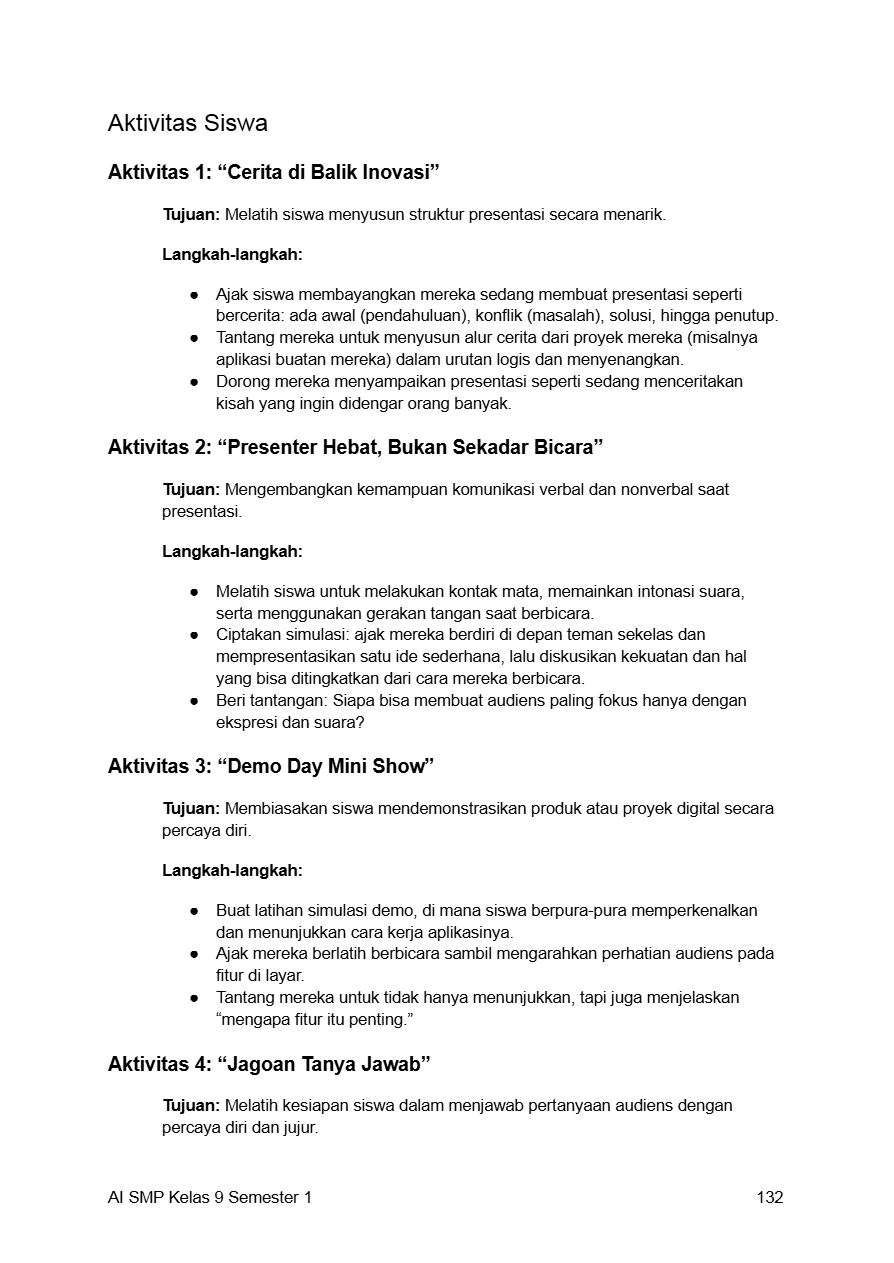 Aktivitas Siswa
Aktivitas 1: “Cerita di Balik Inovasi”
Tujuan: Melatih siswa menyusun struktur presentasi secara menarik.
Langkah-langkah:
● Ajak siswa membayangkan mereka sedang membuat presentasi seperti
bercerita: ada awal (pendahuluan), konflik (masalah), solusi, hingga penutup.
● Tantang mereka untuk menyusun alur cerita dari proyek mereka (misalnya
aplikasi buatan mereka) dalam urutan logis dan menyenangkan.
● Dorong mereka menyampaikan presentasi seperti sedang menceritakan
kisah yang ingin didengar orang banyak.
Aktivitas 2: “Presenter Hebat, Bukan Sekadar Bicara”
Tujuan: Mengembangkan kemampuan komunikasi verbal dan nonverbal saat
presentasi.
Langkah-langkah:
● Melatih siswa untuk melakukan kontak mata, memainkan intonasi suara,
serta menggunakan gerakan tangan saat berbicara.
● Ciptakan simulasi: ajak mereka berdiri di depan teman sekelas dan
mempresentasikan satu ide sederhana, lalu diskusikan kekuatan dan hal
yang bisa ditingkatkan dari cara mereka berbicara.
● Beri tantangan: Siapa bisa membuat audiens paling fokus hanya dengan
ekspresi dan suara?
Aktivitas 3: “Demo Day Mini Show”
Tujuan: Membiasakan siswa mendemonstrasikan produk atau proyek digital secara
percaya diri.
Langkah-langkah:
● Buat latihan simulasi demo, di mana siswa berpura-pura memperkenalkan
dan menunjukkan cara kerja aplikasinya.
● Ajak mereka berlatih berbicara sambil mengarahkan perhatian audiens pada
fitur di layar.
● Tantang mereka untuk tidak hanya menunjukkan, tapi juga menjelaskan
“mengapa fitur itu penting.”
Aktivitas 4: “Jagoan Tanya Jawab”
Tujuan: Melatih kesiapan siswa dalam menjawab pertanyaan audiens dengan
percaya diri dan jujur.
AI SMP Kelas 9 Semester 1 132